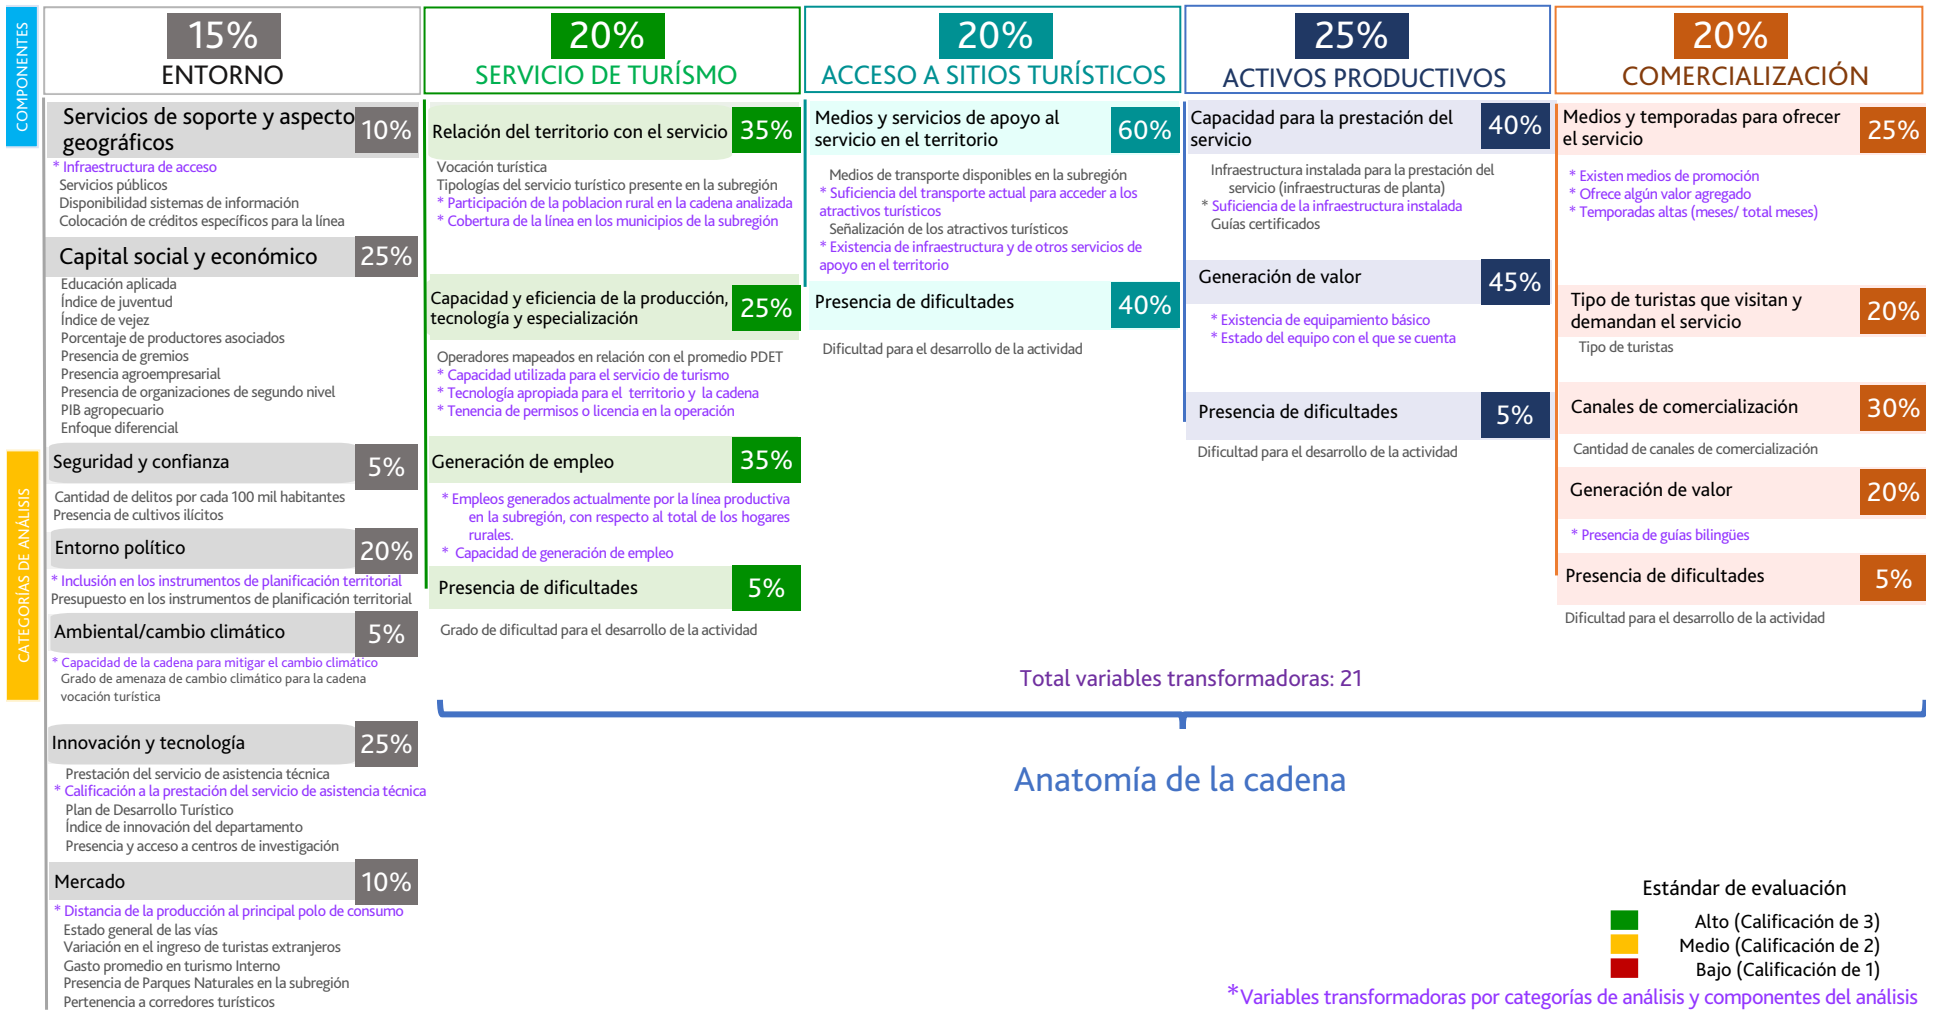 COMPONENTES
CATEGORÍAS DE ANÁLISIS
15%
ENTORNO
Servicios de soporte y aspecto
geográficos
10%
* Infraestructura de acceso
Servicios públicos
Disponibilidad sistemas de información
Colocación de créditos específicos para la línea
Capital social y económico
25%
Educación aplicada
Índice de juventud
Índice de vejez
Porcentaje de productores asociados
Presencia de gremios
Presencia agroempresarial
Presencia de organizaciones de segundo nivel
PIB agropecuario
Enfoque diferencial
Seguridad y confianza
5%
Cantidad de delitos por cada 100 mil habitantes
Presencia de cultivos ilícitos
Entorno político
20%
* Inclusión en los instrumentos de planificación territorial
Presupuesto en los instrumentos de planificación territorial
Ambiental/cambio climático
5%
* Capacidad de la cadena para mitigar el cambio climático
Grado de amenaza de cambio climático para la cadena
vocación turística
Innovación y tecnología
25%
Prestación del servicio de asistencia técnica
* Calificación a la prestación del servicio de asistencia técnica
Plan de Desarrollo Turístico
Índice de innovación del departamento
Presencia y acceso a centros de investigación
Mercado
10%
* Distancia de la producción al principal polo de consumo
Estado general de las vías
Variación en el ingreso de turistas extranjeros
Gasto promedio en turismo Interno
Presencia de Parques Naturales en la subregión
Pertenencia a corredores turísticos
20%
SERVICIO DE TURÍSMO
Relación del territorio con el servicio
35%
Vocación turística
Tipologías del servicio turístico presente en la subregión
* Participación de la poblacion rural en la cadena analizada
* Cobertura de la línea en los municipios de la subregión
Capacidad y eficiencia de la producción,
tecnología y especialización
25%
Operadores mapeados en relación con el promedio PDET
* Capacidad utilizada para el servicio de turismo
* Tecnología apropiada para el territorio y la cadena
* Tenencia de permisos o licencia en la operación
Generación de empleo
35%
* Empleos generados actualmente por la línea productiva
en la subregión, con respecto al total de los hogares
rurales.
* Capacidad de generación de empleo
Presencia de dificultades
5%
Grado de dificultad para el desarrollo de la actividad
20%
ACCESO A SITIOS TURÍSTICOS
Medios y servicios de apoyo al
servicio en el territorio
60%
Medios de transporte disponibles en la subregión
* Suficiencia del transporte actual para acceder a los
atractivos turísticos
Señalización de los atractivos turísticos
* Existencia de infraestructura y de otros servicios de
apoyo en el territorio
Presencia de dificultades
40%
Dificultad para el desarrollo de la actividad
25%
ACTIVOS PRODUCTIVOS
Capacidad para la prestación del
servicio
40%
Infraestructura instalada para la prestación del
servicio (infraestructuras de planta)
* Suficiencia de la infraestructura instalada
Guías certificados
Generación de valor
45%
* Existencia de equipamiento básico
* Estado del equipo con el que se cuenta
Presencia de dificultades
5%
Dificultad para el desarrollo de la actividad
20%
COMERCIALIZACIÓN
Medios y temporadas para ofrecer
el servicio
25%
* Existen medios de promoción
* Ofrece algún valor agregado
* Temporadas altas (meses/ total meses)
Tipo de turistas que visitan y
demandan el servicio
20%
Tipo de turistas
Canales de comercialización
30%
Cantidad de canales de comercialización
Generación de valor
20%
* Presencia de guías bilingües
Presencia de dificultades
5%
Dificultad para el desarrollo de la actividad
Total variables transformadoras: 21
Anatomía de la cadena
Estándar de evaluación
Alto (Calificación de 3)
Medio (Calificación de 2)
Bajo (Calificación de 1)
*Variables transformadoras por categorías de análisis y componentes del análisis